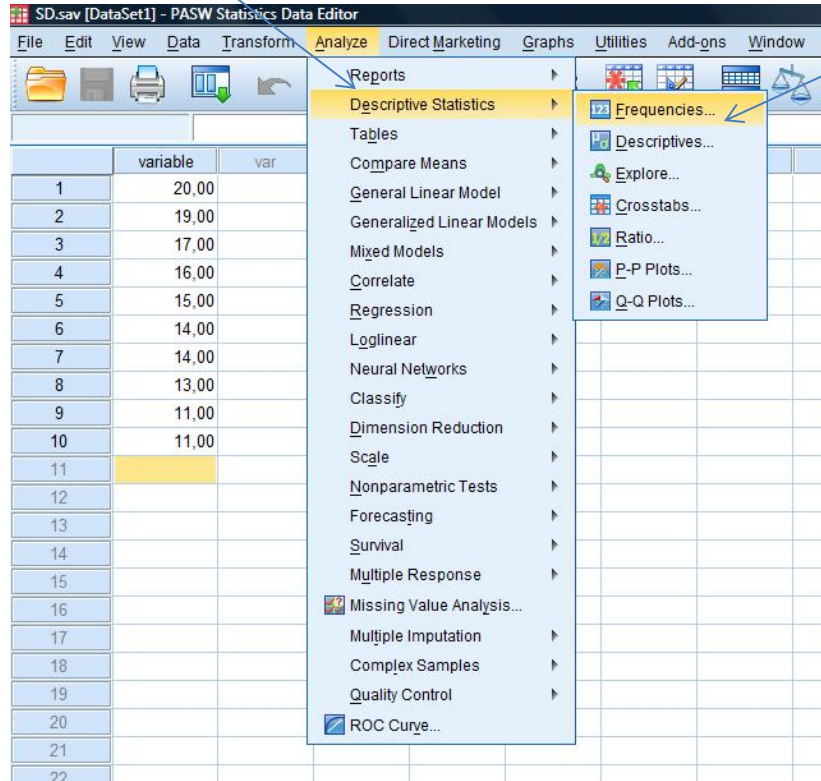 SD.sav [DataSet1] - PASW Statistics Data Editor
File Edit View Data Transform Analyze Direct Marketing Graphs Utilities Add-ons Window
Reports
Descriptive Statistics
Tables
Compare Means
General Linear Model
Generalized Linear Models
Mixed Models
Correlate
Regression
Loglinear
Neural Networks
Classify
Dimension Reduction
Scale
Nonparametric Tests
Forecasting
Survival
Multiple Response
Missing Value Analysis...
Multiple Imputation
Complex Samples
Quality Control
ROC Curve...
123 Frequencies...
Descriptives...
Explore...
Crosstabs...
1/2 Ratio...
P-P Plots...
Q-Q Plots...
variable var
1 20,00
2 19,00
3 17,00
4 16,00
5 15,00
6 14,00
7 14,00
8 13,00
9 11,00
10 11,00
11
12
13
14
15
16
17
18
19
20
21
22